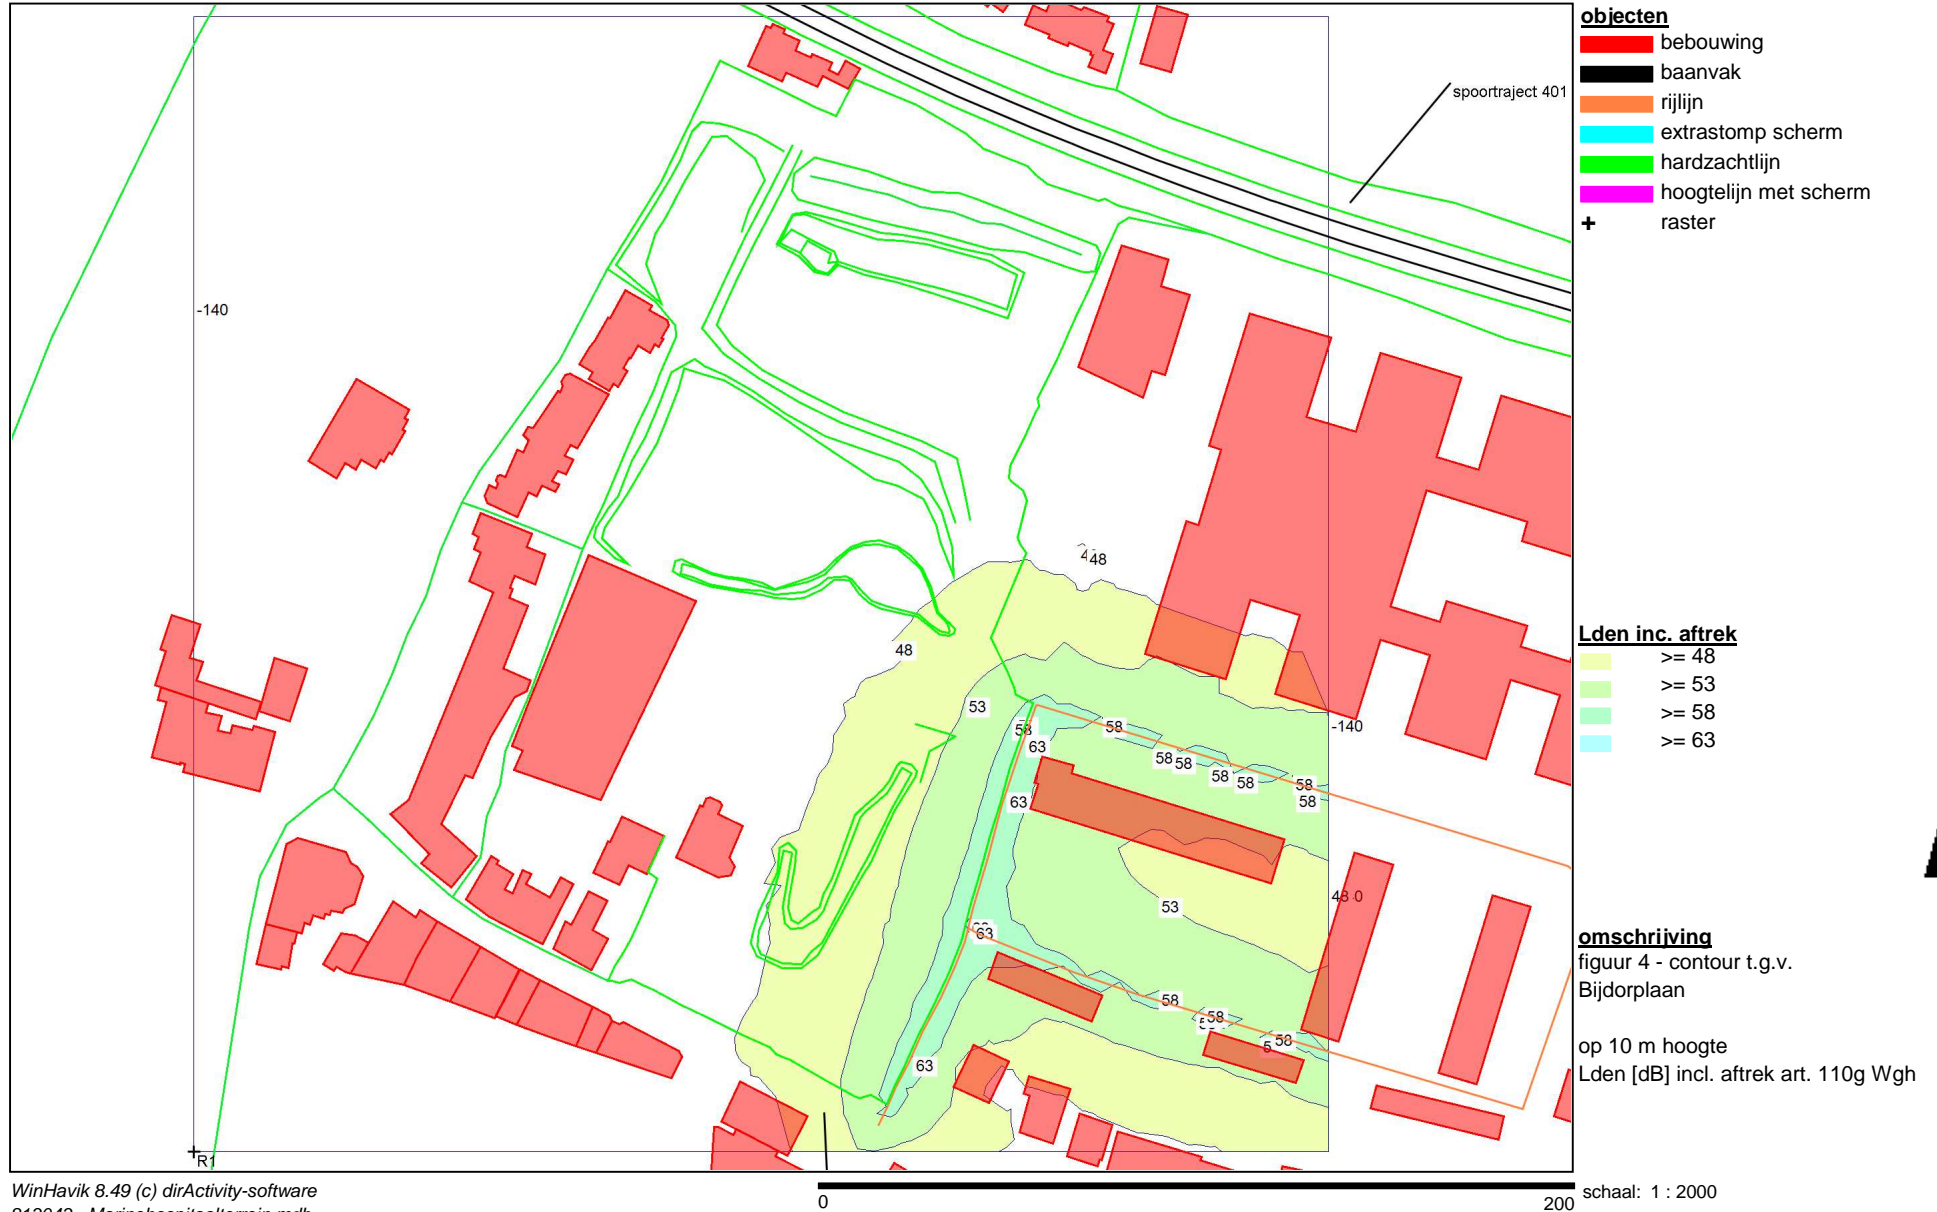 objecten
bebouwing
baanvak
rijlijn
extrastomp scherm
hardzachtlijn
hoogtelijn met scherm
+ raster
spoortraject 401
-140
48
48
53
58
63
58
58
58
58
58
58
58
-140
63
53
63
58
58
58
63
R1
Lden inc. aftrek
>= 48
>= 53
>= 58
>= 63
omschrijving
figuur 4 - contour t.g.v.
Bijdorplaan
op 10 m hoogte
Lden [dB] incl. aftrek art. 110g Wgh
WinHavik 8.49 (c) dirActivity-software
0
200
schaal: 1 : 2000